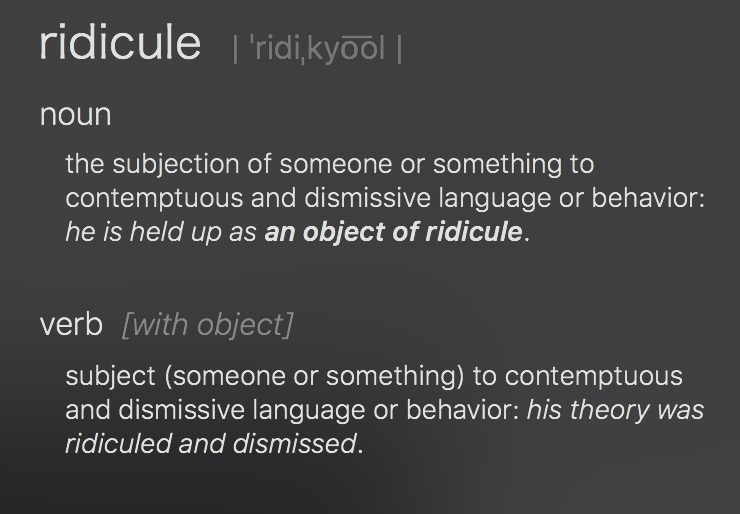 ridicule | ˈridiˌkyo͞ol |
noun
the subjection of someone or something to
contemptuous and dismissive language or behavior:
he is held up as an object of ridicule.
verb [with object]
subject (someone or something) to contemptuous
and dismissive language or behavior: his theory was
ridiculed and dismissed.